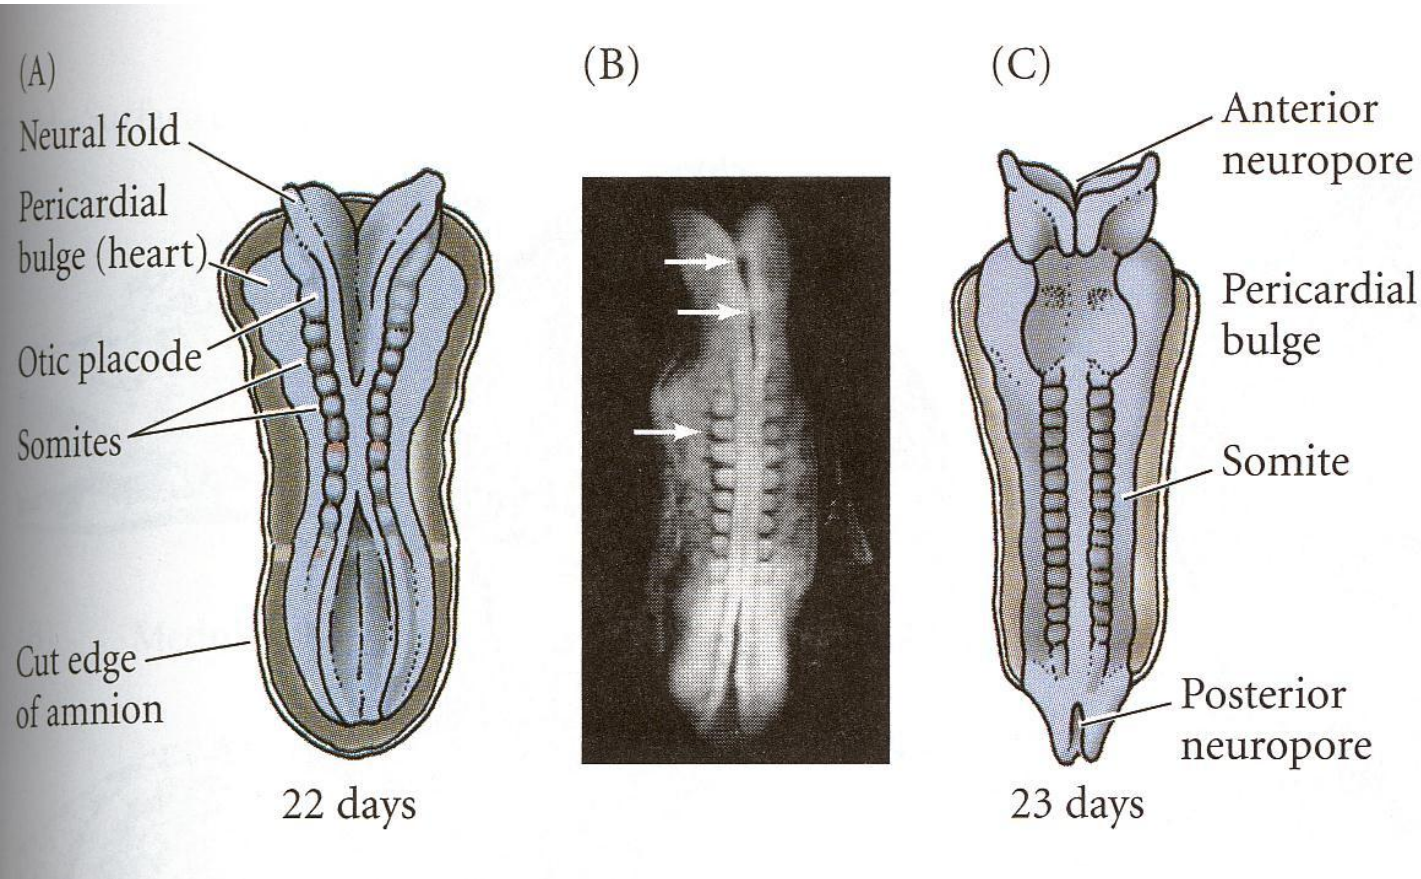 (A)
Neural fold
Pericardial
bulge (heart)
Otic placode
Somites
Cut edge
of amnion
22 days
(B)
(C)
Anterior
neuropore
Pericardial
bulge
Somite
Posterior
neuropore
23 days